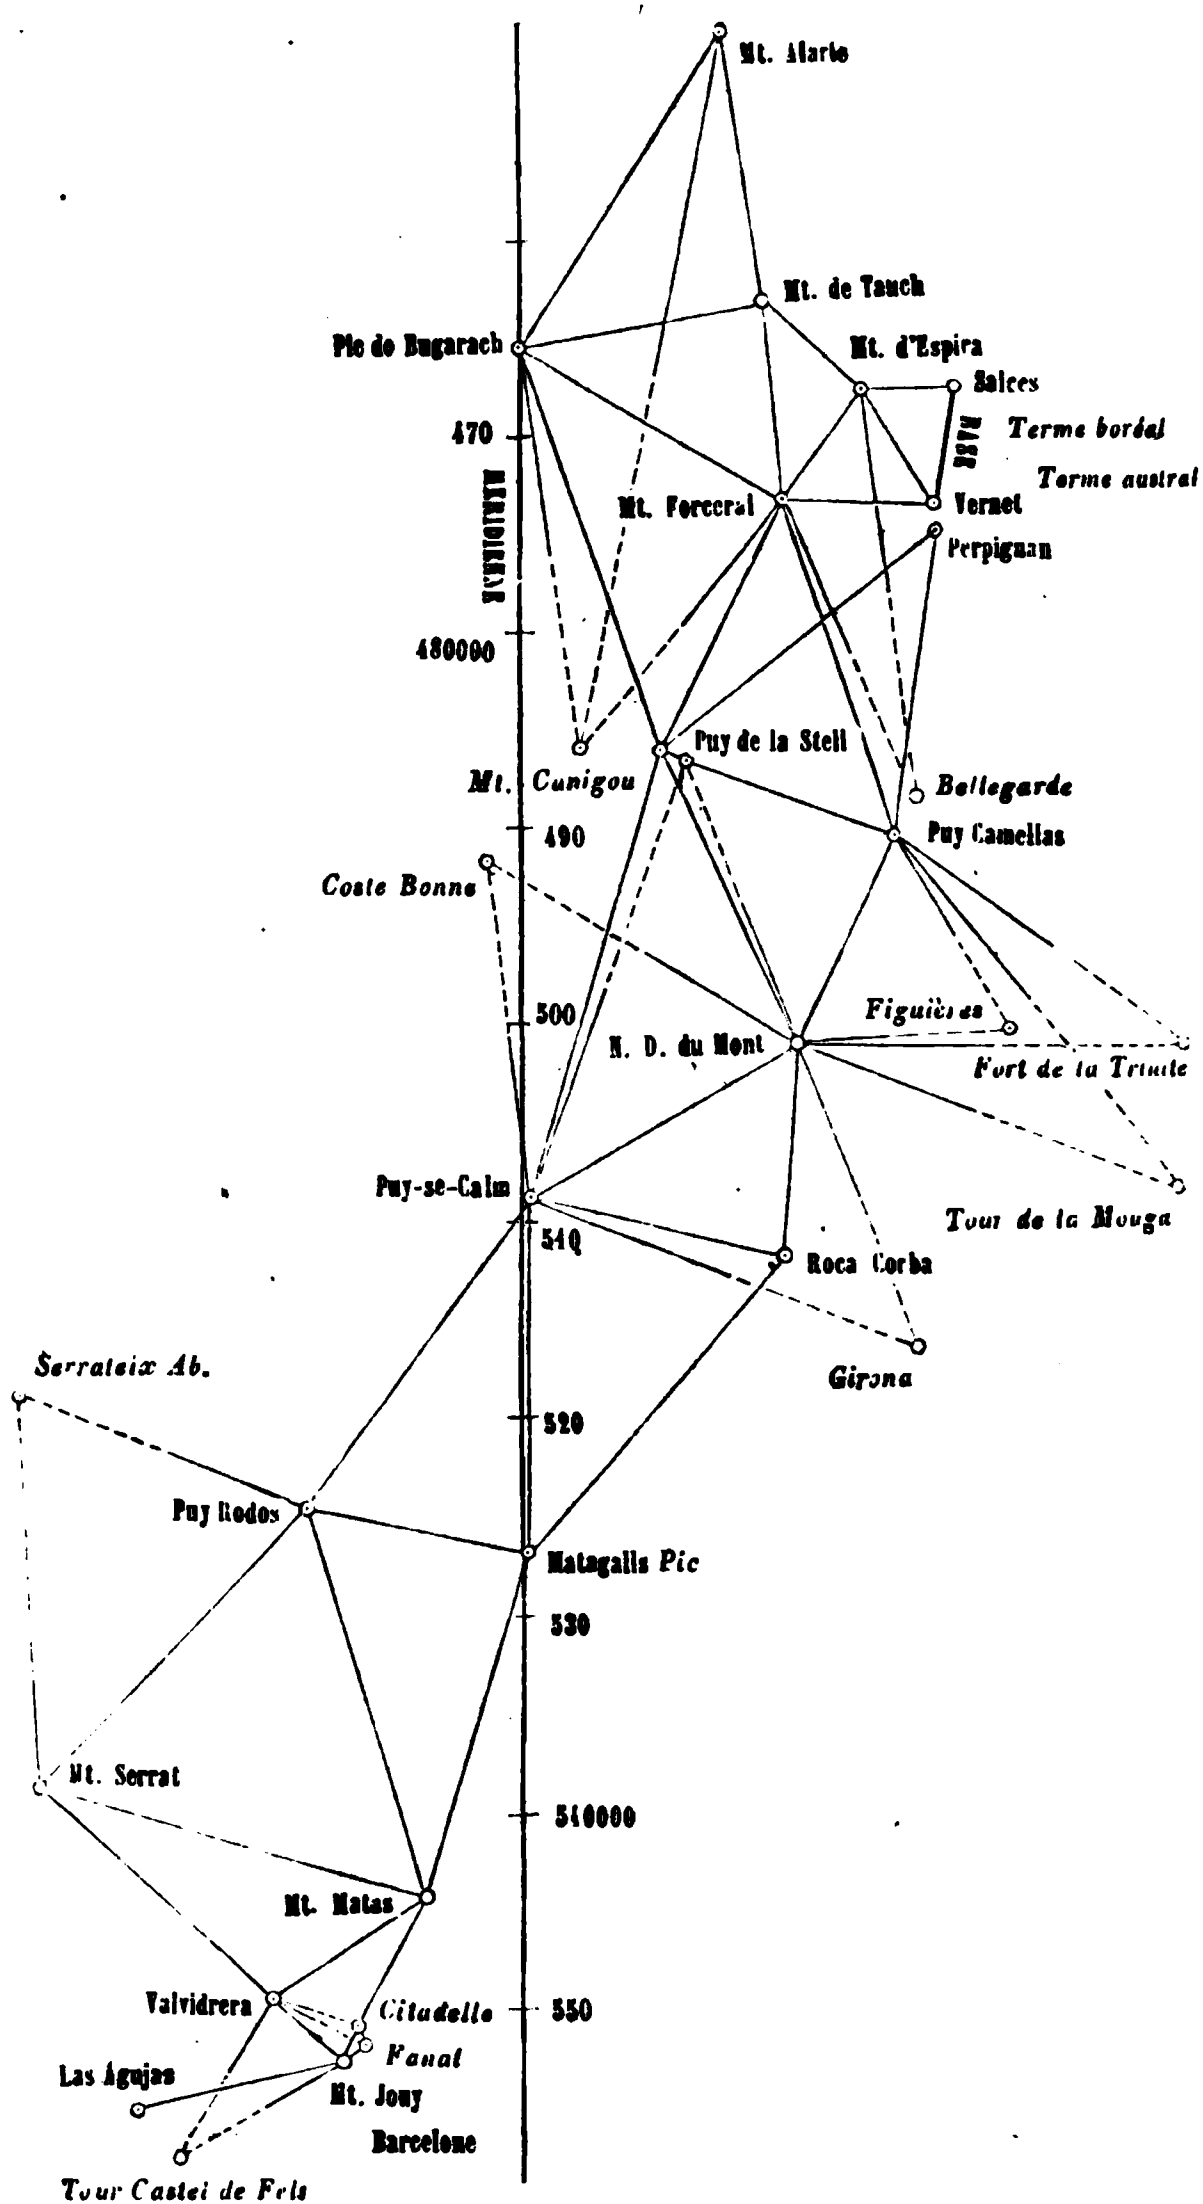 Mt. Alaric
Mt. de Tauch
Pic de Bugarach
Mt. d'Espira
Salces
470
BASE
Terme boréal
Terme austral
MERIDIENNE
Mt. Forceral
Vernet
Perpignan
480000
Puy de la Stell
Mt. Canigou
Bellegarde
490
Puy Camellas
Coste Bonne
500
Figuières
N. D. du Mont
Fort de la Trinite
Puy-se-Calm
Tour de la Mouga
510
Roca Corba
Serrateix Ab.
Girona
520
Puy Rodos
Matagalls Pic
530
Mt. Serrat
540000
Mt. Matas
Valvidrera
Citadelle
550
Fanal
Las Agujas
Mt. Jouy
Barcelone
Tour Castel de Fels